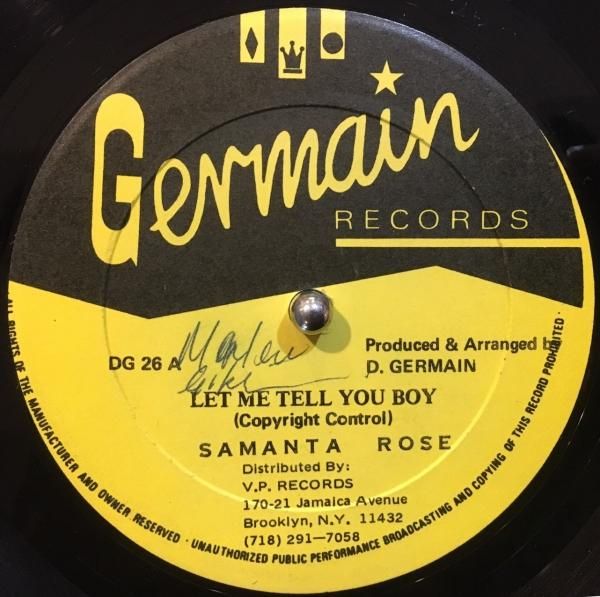 Germain
RECORDS
DG 26 A
Produced & Arranged by
D. GERMAIN
LET ME TELL YOU BOY
(Copyright Control)
SAMANTA ROSE
Distributed By:
V.P. RECORDS
170-21 Jamaica Avenue
Brooklyn, N.Y. 11432
(718) 291-7058
ALL RIGHTS OF THE MANUFACTURER AND OWNER RESERVED · UNAUTHORIZED PUBLIC PERFORMANCE BROADCASTING AND COPYING OF THIS RECORD PROHIBITED ·